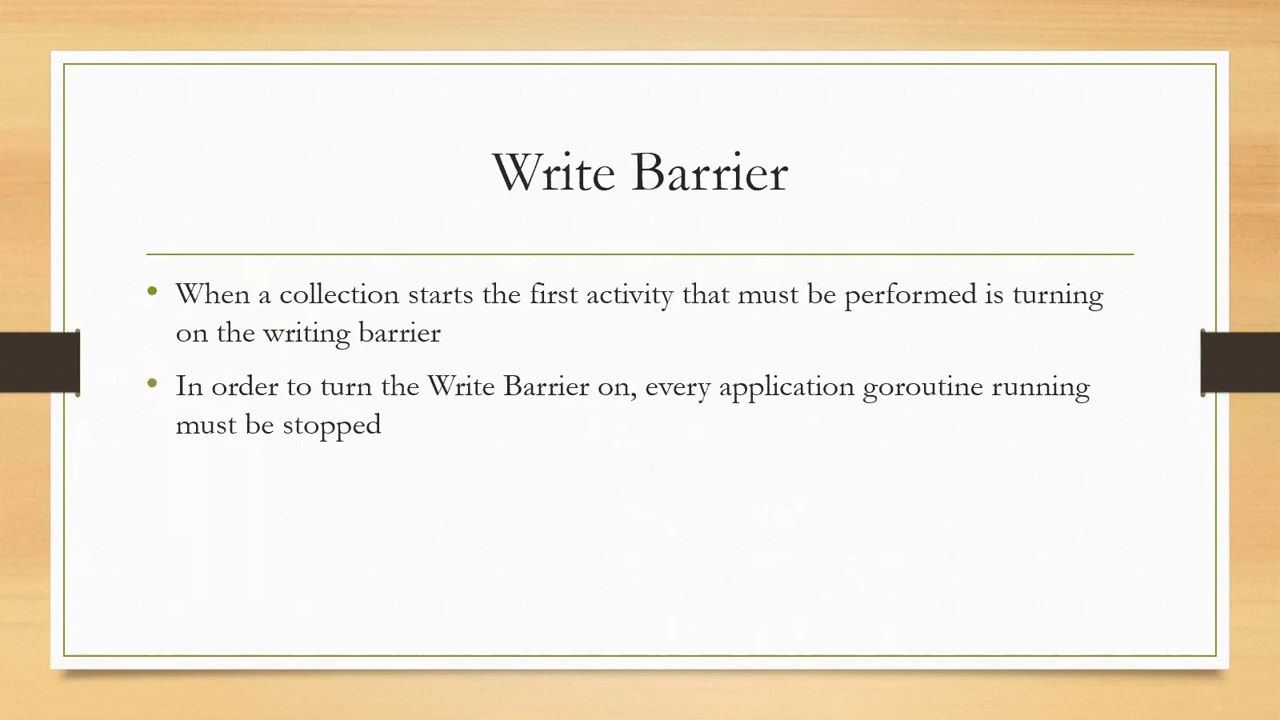 Write Barrier
• When a collection starts the first activity that must be performed is turning
on the writing barrier
• In order to turn the Write Barrier on, every application goroutine running
must be stopped